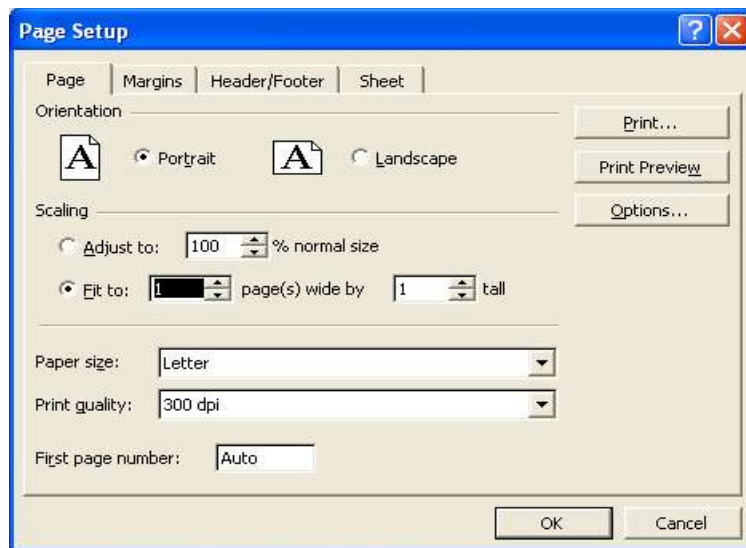 Page Setup
Page Margins Header/Footer Sheet
Orientation
A Portrait A Landscape
Print...
Print Preview
Options...
Scaling
Adjust to: 100 % normal size
Fit to: 1 page(s) wide by 1 tall
Paper size: Letter
Print quality: 300 dpi
First page number: Auto
OK Cancel